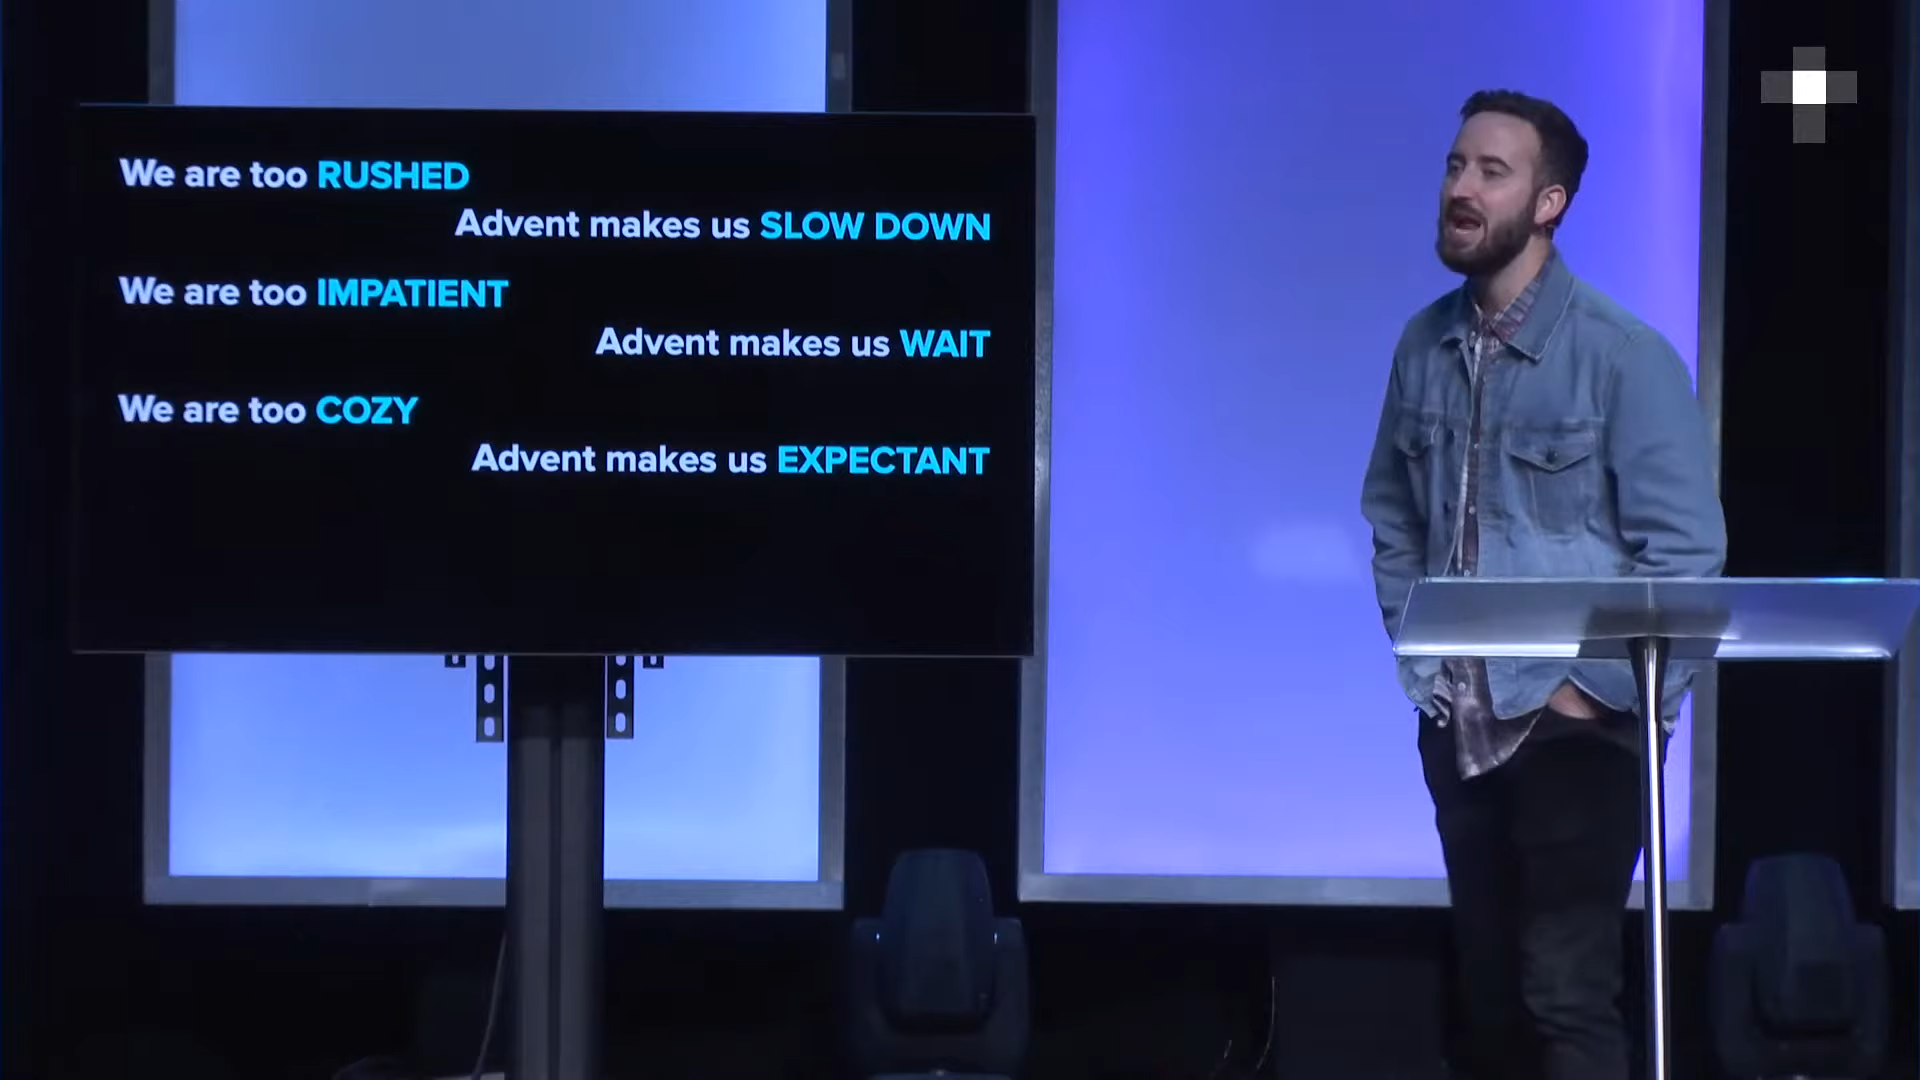 We are too RUSHED
Advent makes us SLOW DOWN
We are too IMPATIENT
Advent makes us WAIT
We are too COZY
Advent makes us EXPECTANT